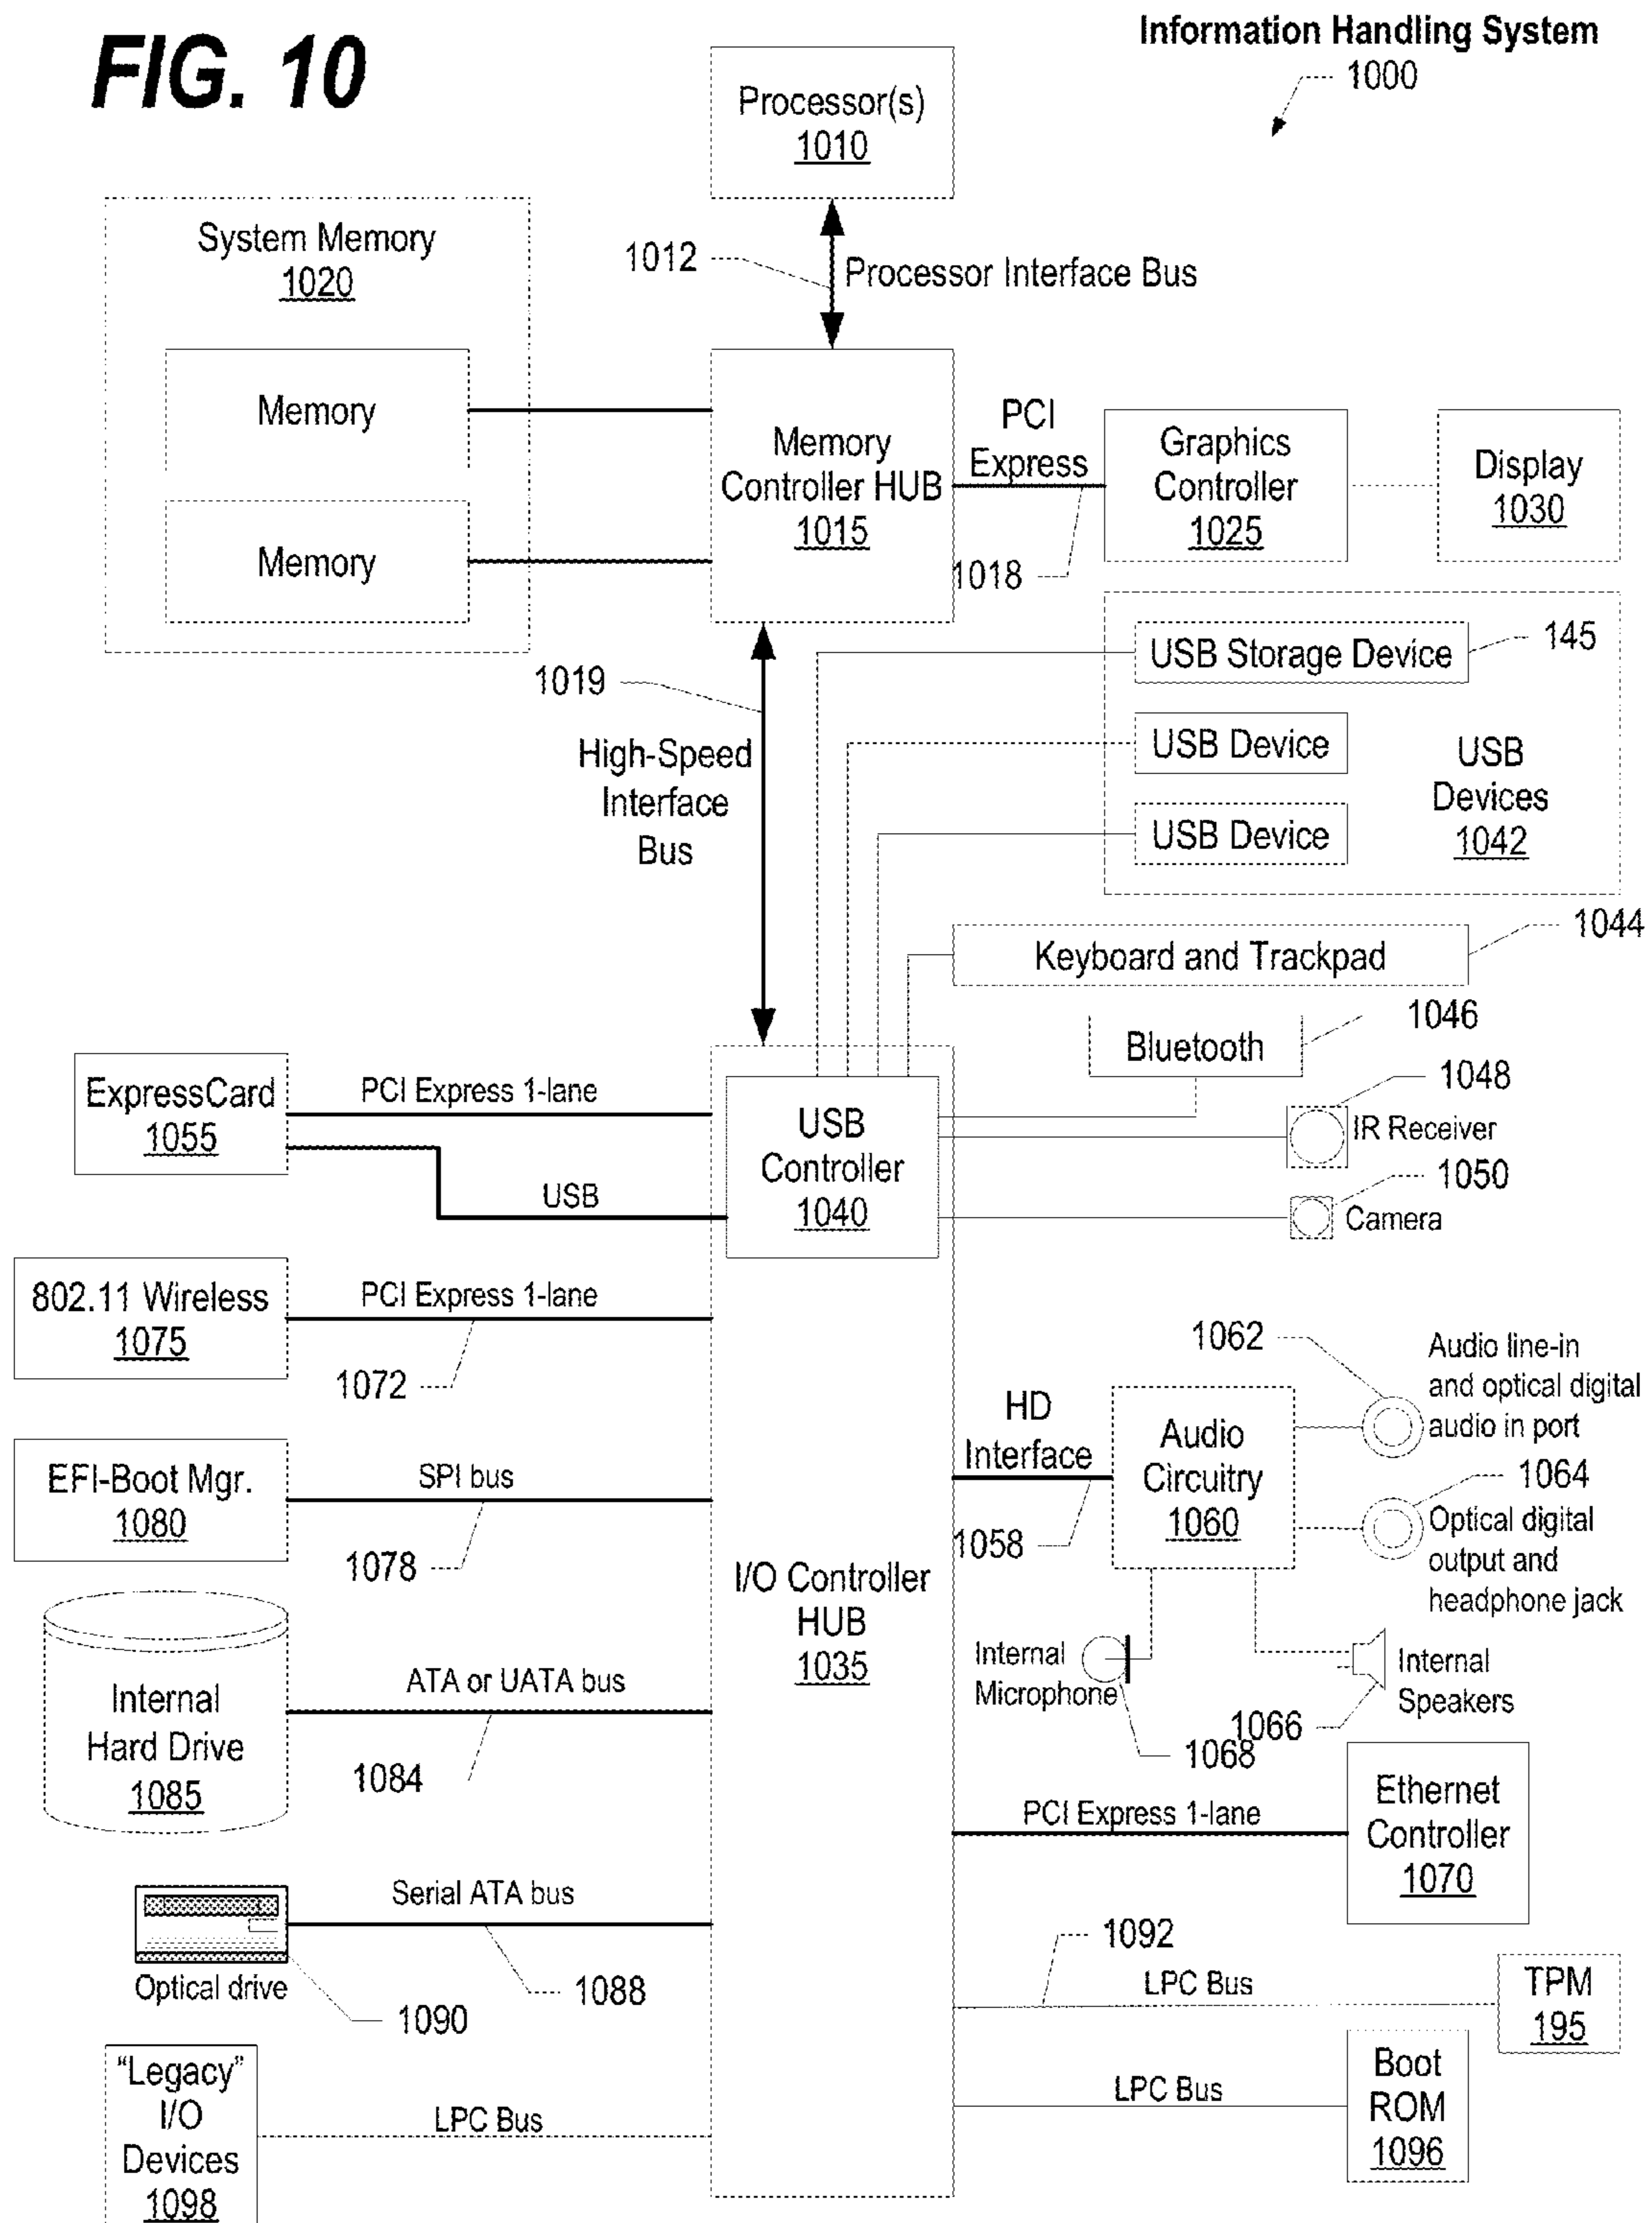 FIG. 10
Information Handling System
1000
Processor(s)
1010
System Memory
1020
1012
Processor Interface Bus
Memory
Memory
Memory
Controller HUB
1015
PCI
Express
1018
Graphics
Controller
1025
Display
1030
USB Storage Device
145
USB Device
USB Device
USB
Devices
1042
1019
High-Speed
Interface
Bus
Keyboard and Trackpad
1044
Bluetooth
1046
1048
IR Receiver
1050
Camera
ExpressCard
1055
PCI Express 1-lane
USB
USB
Controller
1040
802.11 Wireless
1075
PCI Express 1-lane
1072
EFI-Boot Mgr.
1080
SPI bus
1078
I/O Controller
HUB
1035
HD
Interface
1058
Audio
Circuitry
1060
1062
Audio line-in
and optical digital
audio in port
1064
Optical digital
output and
headphone jack
Internal
Microphone
1068
1066
Internal
Speakers
Internal
Hard Drive
1085
ATA or UATA bus
1084
PCI Express 1-lane
Ethernet
Controller
1070
Optical drive
1090
Serial ATA bus
1088
1092
LPC Bus
TPM
195
"Legacy"
I/O
Devices
1098
LPC Bus
LPC Bus
Boot
ROM
1096